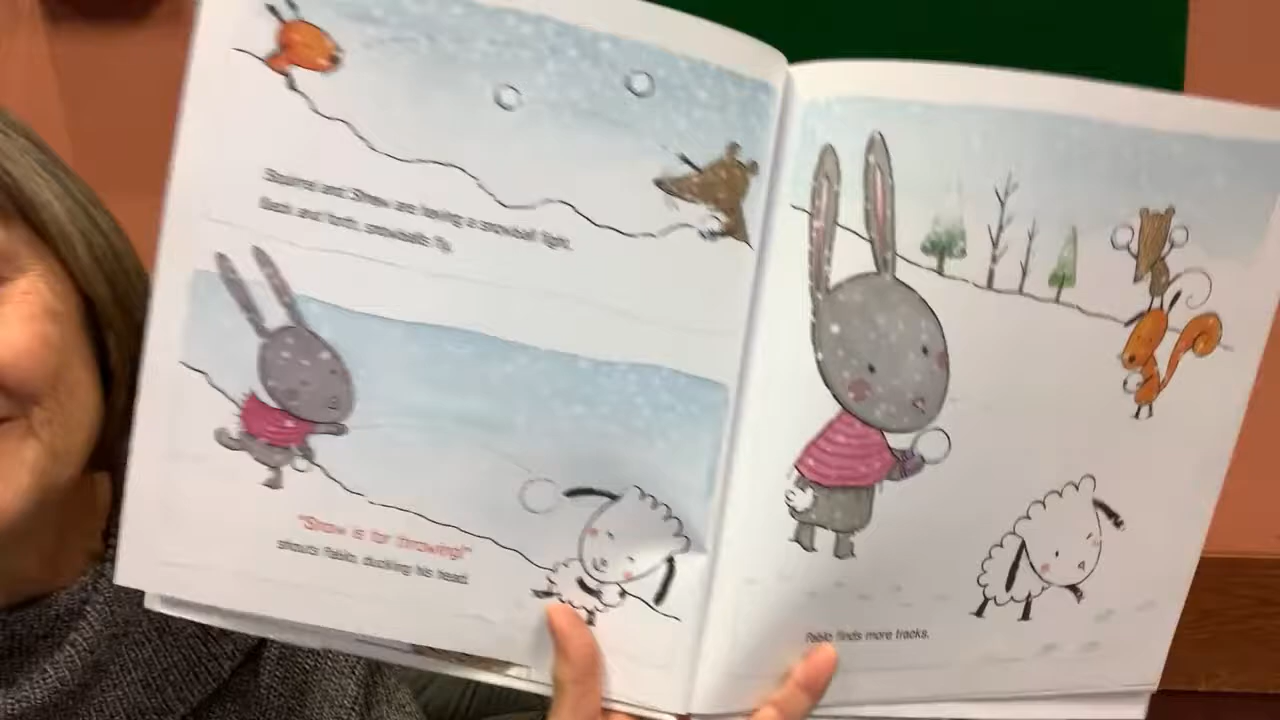 Squirrel and Shrew are having a snowball fight.
Back and forth, snowballs fly.
"Snow is for throwing!"
shouts Pablo, ducking his head.
Pablo finds more tracks.